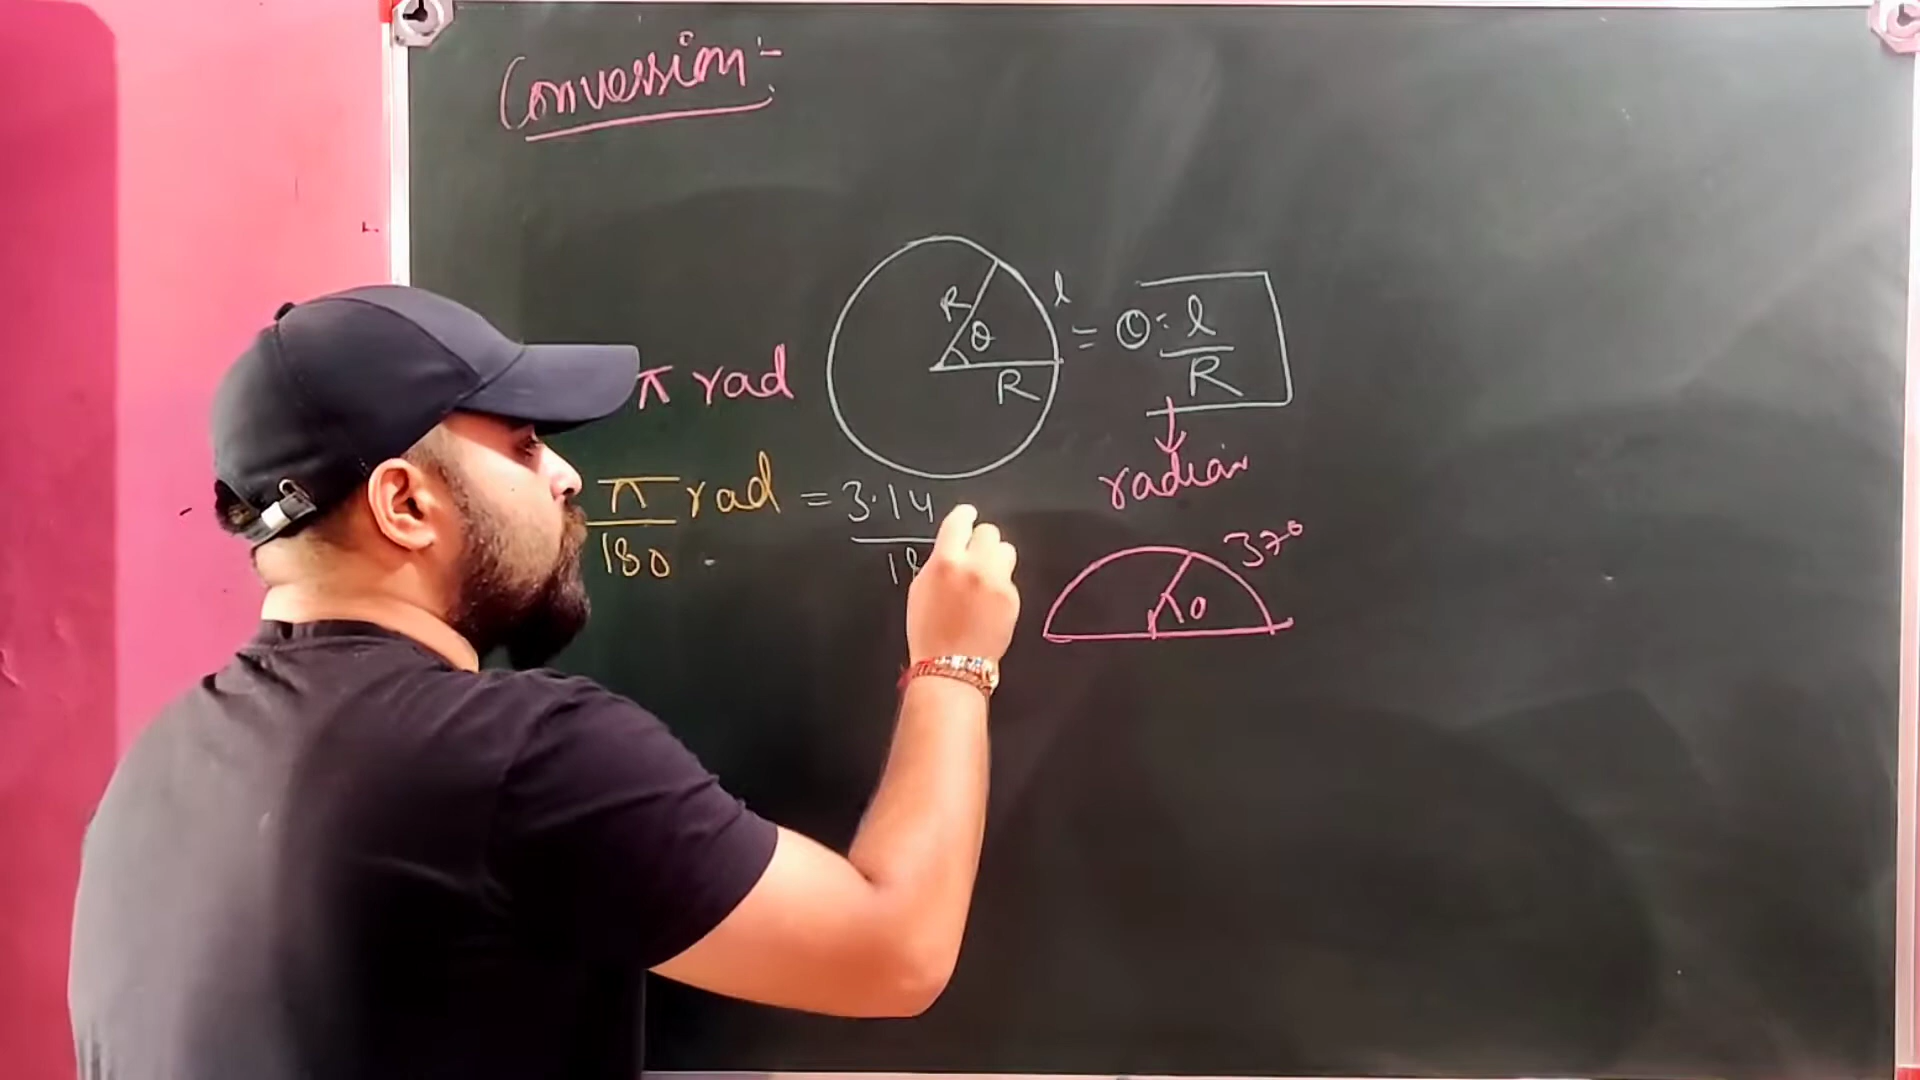 Conversion:-
R
θ
R
l
= θ = l/R
π rad
radian
π/180 rad = 3.14/18
37°
θ